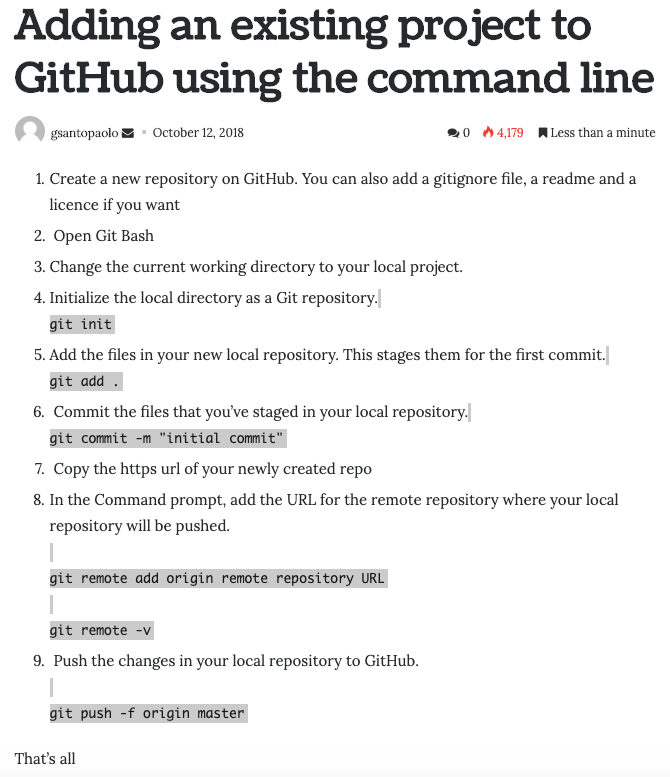 Adding an existing project to
GitHub using the command line
gsantopaolo October 12, 2018 0 4,179 Less than a minute
1. Create a new repository on GitHub. You can also add a gitignore file, a readme and a
licence if you want
2. Open Git Bash
3. Change the current working directory to your local project.
4. Initialize the local directory as a Git repository.
git init
5. Add the files in your new local repository. This stages them for the first commit.
git add .
6. Commit the files that you've staged in your local repository.
git commit -m "initial commit"
7. Copy the https url of your newly created repo
8. In the Command prompt, add the URL for the remote repository where your local
repository will be pushed.
git remote add origin remote repository URL
git remote -v
9. Push the changes in your local repository to GitHub.
git push -f origin master
That's all